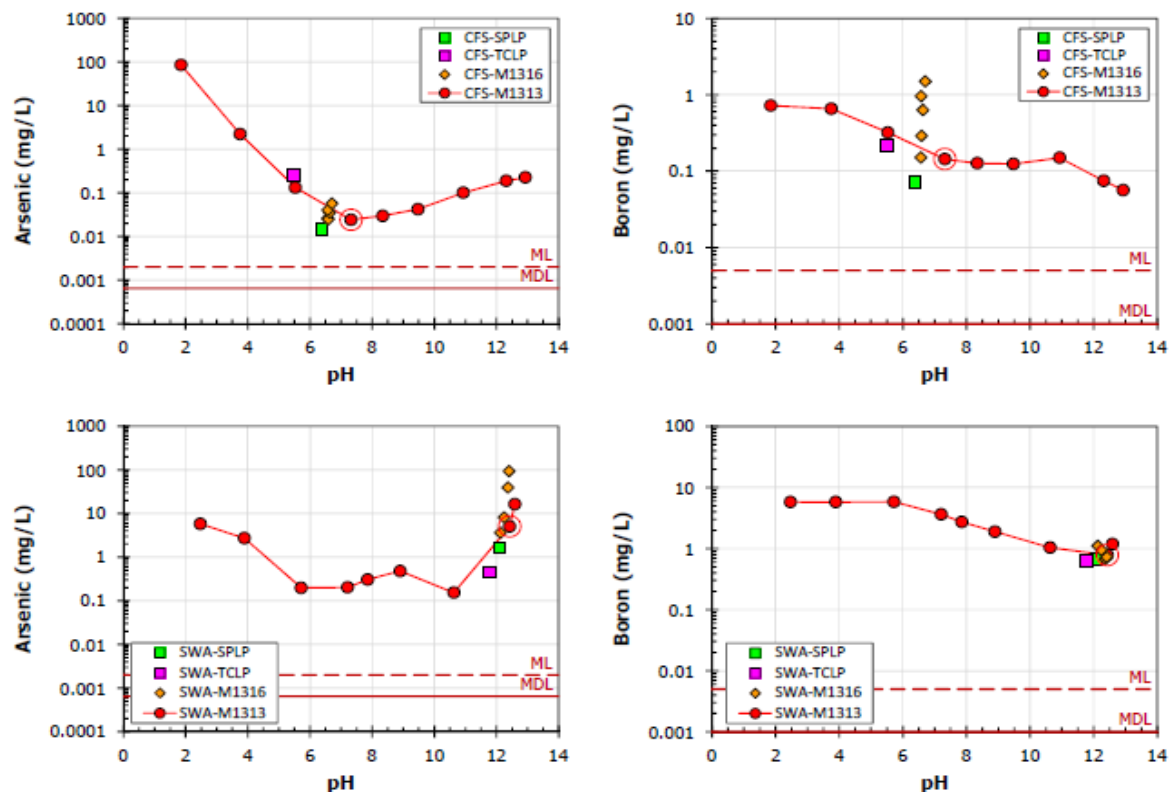 1000
100
10
1
0.1
0.01
0.001
0.0001
Arsenic (mg/L)
CFS-SPLP
CFS-TCLP
CFS-M1316
CFS-M1313
ML
MDL
0 2 4 6 8 10 12 14
pH
10
1
0.1
0.01
0.001
Boron (mg/L)
CFS-SPLP
CFS-TCLP
CFS-M1316
CFS-M1313
ML
MDL
0 2 4 6 8 10 12 14
pH
1000
100
10
1
0.1
0.01
0.001
0.0001
Arsenic (mg/L)
SWA-SPLP
SWA-TCLP
SWA-M1316
SWA-M1313
ML
MDL
0 2 4 6 8 10 12 14
pH
100
10
1
0.1
0.01
0.001
Boron (mg/L)
SWA-SPLP
SWA-TCLP
SWA-M1316
SWA-M1313
ML
MDL
0 2 4 6 8 10 12 14
pH